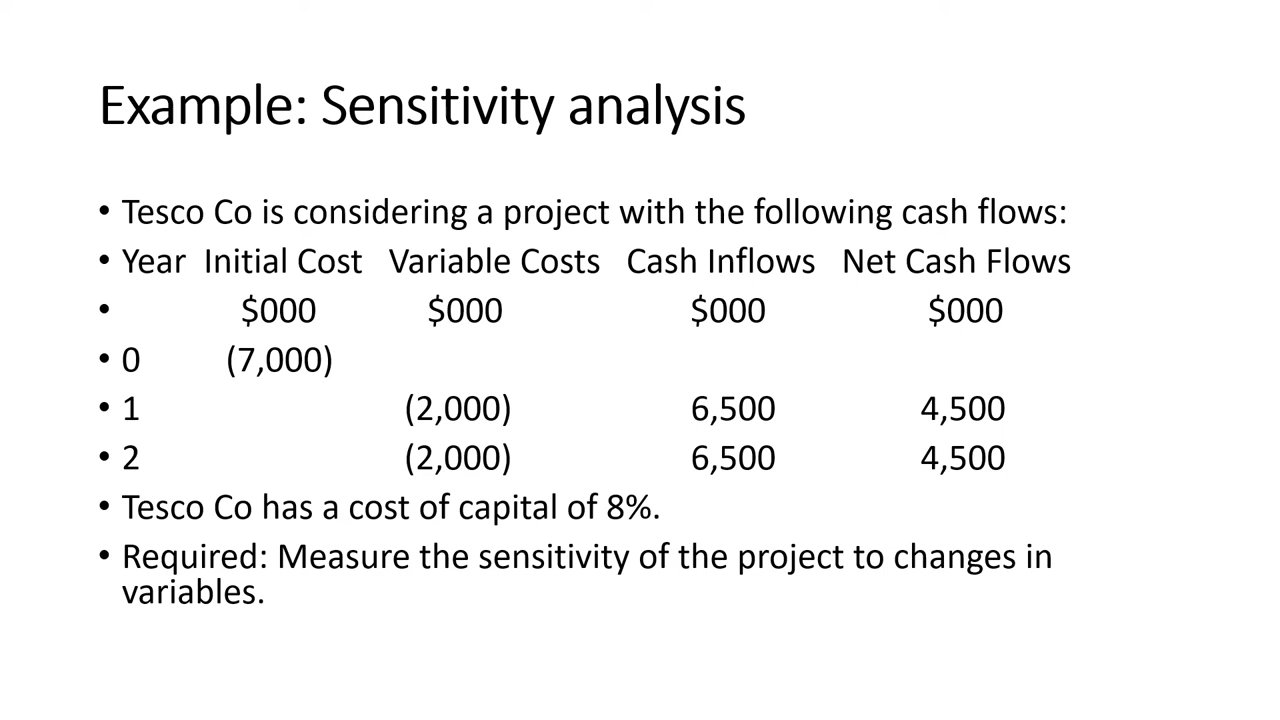 Example: Sensitivity analysis
• Tesco Co is considering a project with the following cash flows:
• Year Initial Cost Variable Costs Cash Inflows Net Cash Flows
• $000 $000 $000 $000
• 0 (7,000)
• 1 (2,000) 6,500 4,500
• 2 (2,000) 6,500 4,500
• Tesco Co has a cost of capital of 8%.
• Required: Measure the sensitivity of the project to changes in
variables.